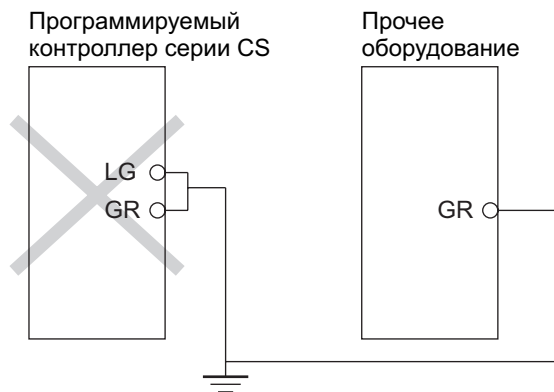 Программируемый
контроллер серии CS
Прочее
оборудование
LG
GR
GR